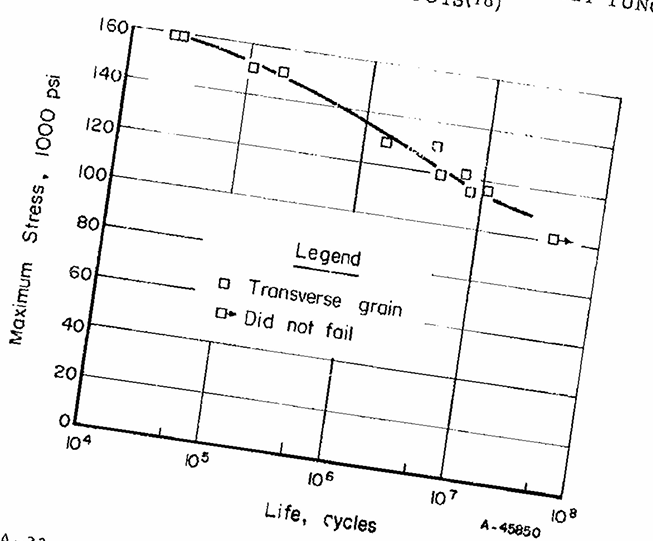 160
140
120
100
80
60
40
20
0
Maximum Stress, 1000 psi
Legend
Transverse grain
Did not fail
10⁴
10⁵
10⁶
10⁷
10⁸
Life, cycles
A-45850